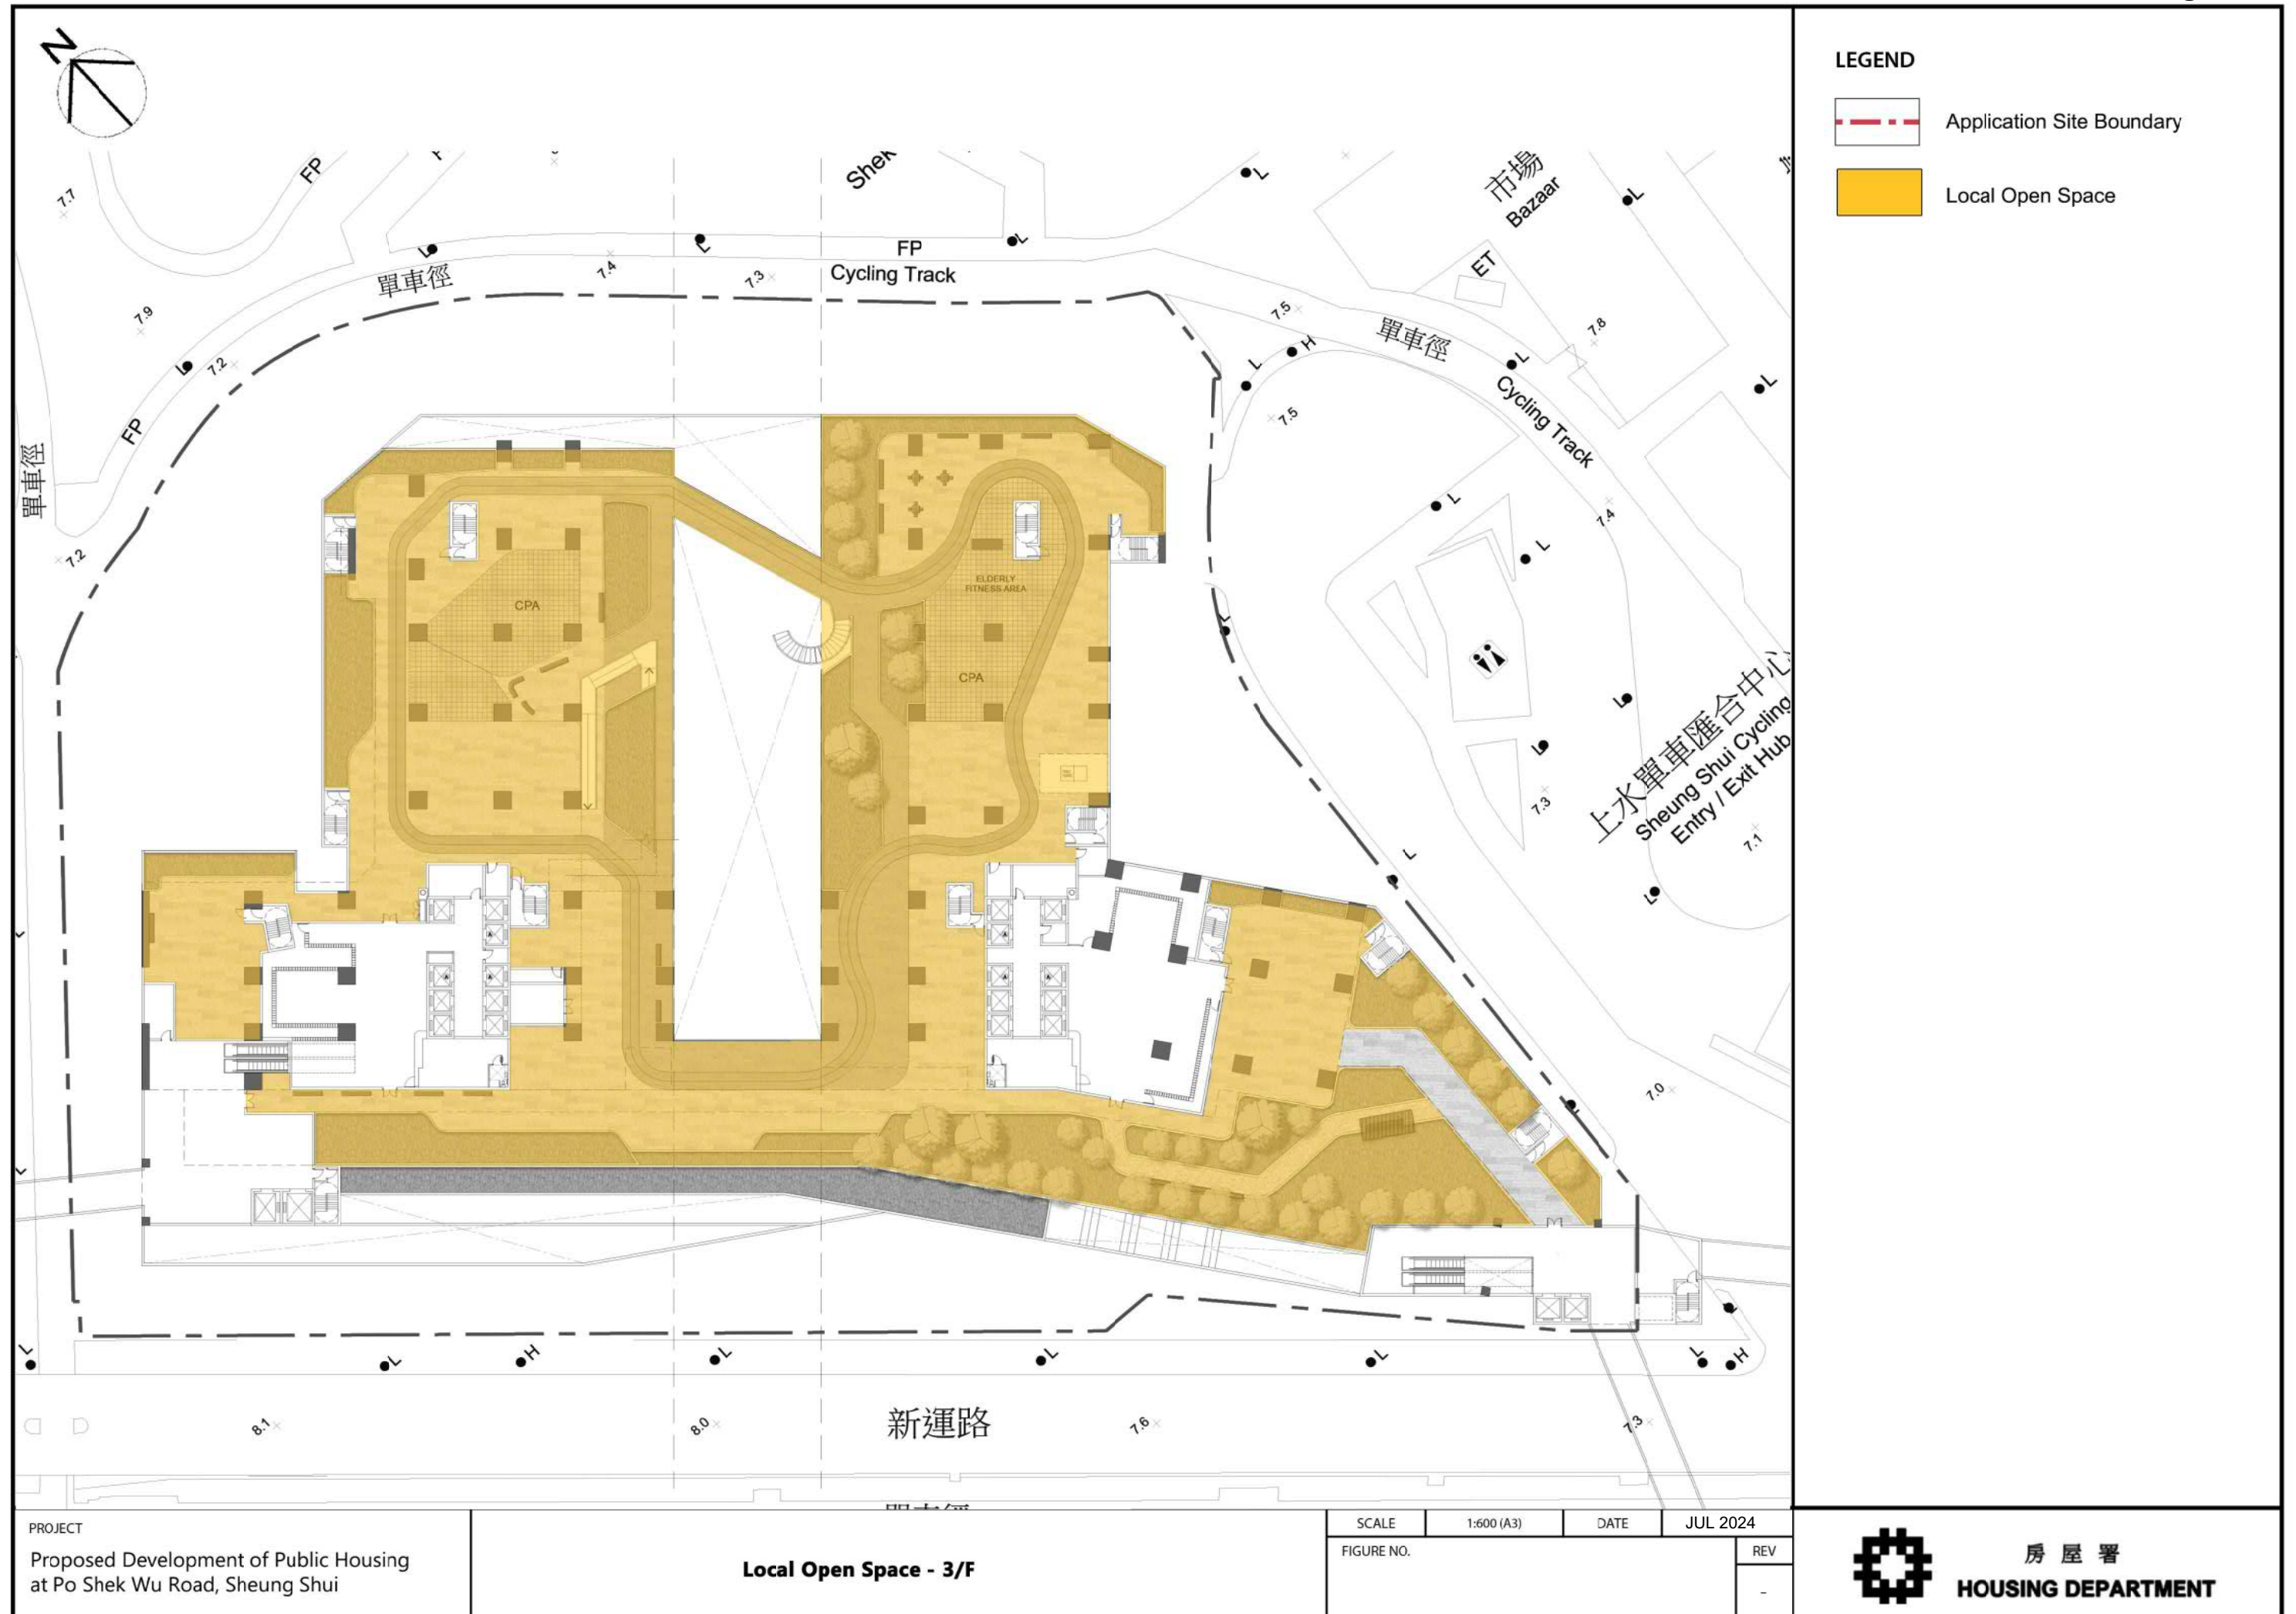 N
LEGEND
Application Site Boundary
Local Open Space
FP
Shek
市場
Bazaar
L
L
7.7
L
L
L
FP
Cycling Track
單車徑
7.4
7.3
ET
7.9
7.5
單車徑
7.8
H
L
L
L
7.2
L
FP
7.5
Cycling Track
單車徑
L
7.4
7.2
L
ELDERLY
FITNESS AREA
CPA
L
CPA
L
L
上水單車匯合中心
Sheung Shui Cycling
Entry / Exit Hub
7.3
7.1
L
L
7.0
L
L
H
L
L
L
L
H
8.1
8.0
新運路
7.6
7.3
PROJECT
Proposed Development of Public Housing
at Po Shek Wu Road, Sheung Shui
Local Open Space - 3/F
SCALE
1:600 (A3)
DATE
JUL 2024
FIGURE NO.
REV
-
房屋署
HOUSING DEPARTMENT